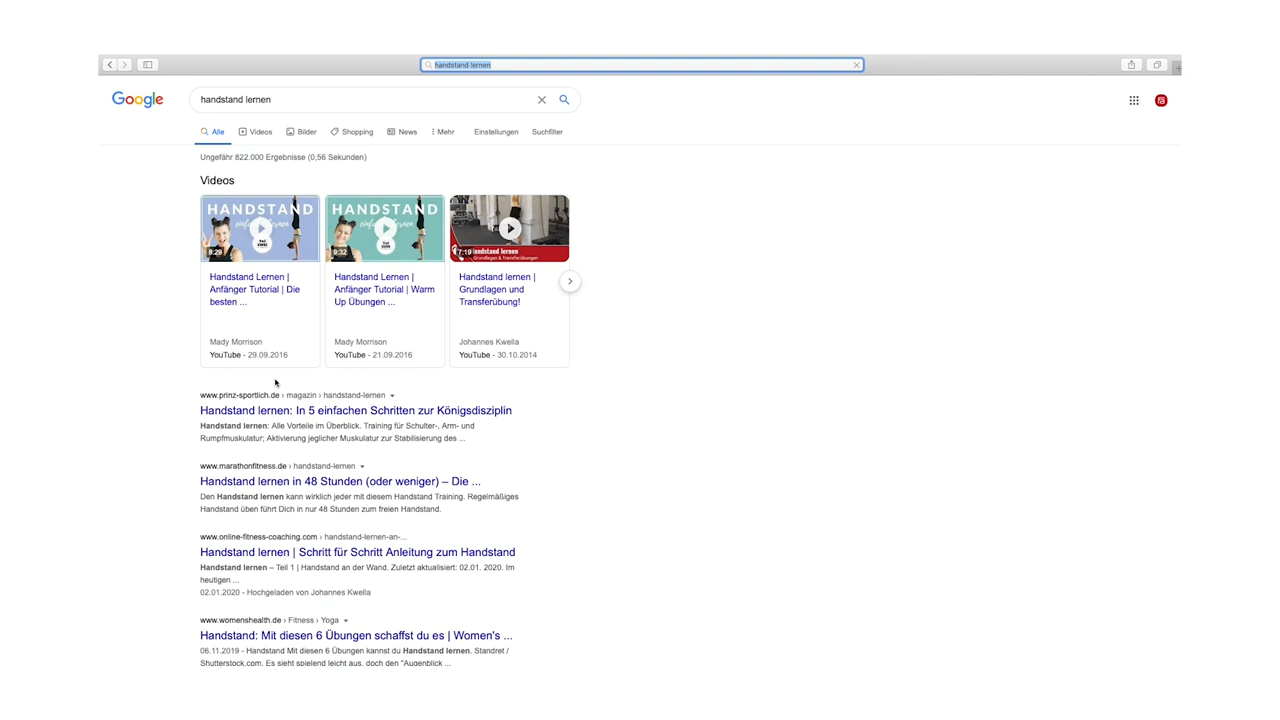 handstand lernen
Google
handstand lernen
Alle Videos Bilder Shopping News Mehr Einstellungen Suchfilter
Ungefähr 822.000 Ergebnisse (0,56 Sekunden)
Videos
HANDSTAND
8:29
Handstand Lernen |
Anfänger Tutorial | Die
besten ...
Mady Morrison
YouTube - 29.09.2016
HANDSTAND
9:32
Handstand Lernen |
Anfänger Tutorial | Warm
Up Übungen ...
Mady Morrison
YouTube - 21.09.2016
7:19
andstand lernen
Grundlagen & Transferübungen
Handstand lernen |
Grundlagen und
Transferübung!
Johannes Kwella
YouTube - 30.10.2014
www.prinz-sportlich.de › magazin › handstand-lernen
Handstand lernen: In 5 einfachen Schritten zur Königsdisziplin
Handstand lernen: Alle Vorteile im Überblick. Training für Schulter-, Arm- und
Rumpfmuskulatur; Aktivierung jeglicher Muskulatur zur Stabilisierung des ...
www.marathonfitness.de › handstand-lernen
Handstand lernen in 48 Stunden (oder weniger) – Die ...
Den Handstand lernen kann wirklich jeder mit diesem Handstand Training. Regelmäßiges
Handstand üben führt Dich in nur 48 Stunden zum freien Handstand.
www.online-fitness-coaching.com › handstand-lernen-an-...
Handstand lernen | Schritt für Schritt Anleitung zum Handstand
Handstand lernen – Teil 1 | Handstand an der Wand. Zuletzt aktualisiert: 02.01. 2020. Im
heutigen ...
02.01.2020 - Hochgeladen von Johannes Kwella
www.womenshealth.de › Fitness › Yoga
Handstand: Mit diesen 6 Übungen schaffst du es | Women's ...
06.11.2019 - Handstand Mit diesen 6 Übungen kannst du Handstand lernen. Standret /
Shutterstock.com. Es sieht spielend leicht aus, doch den "Augenblick ...